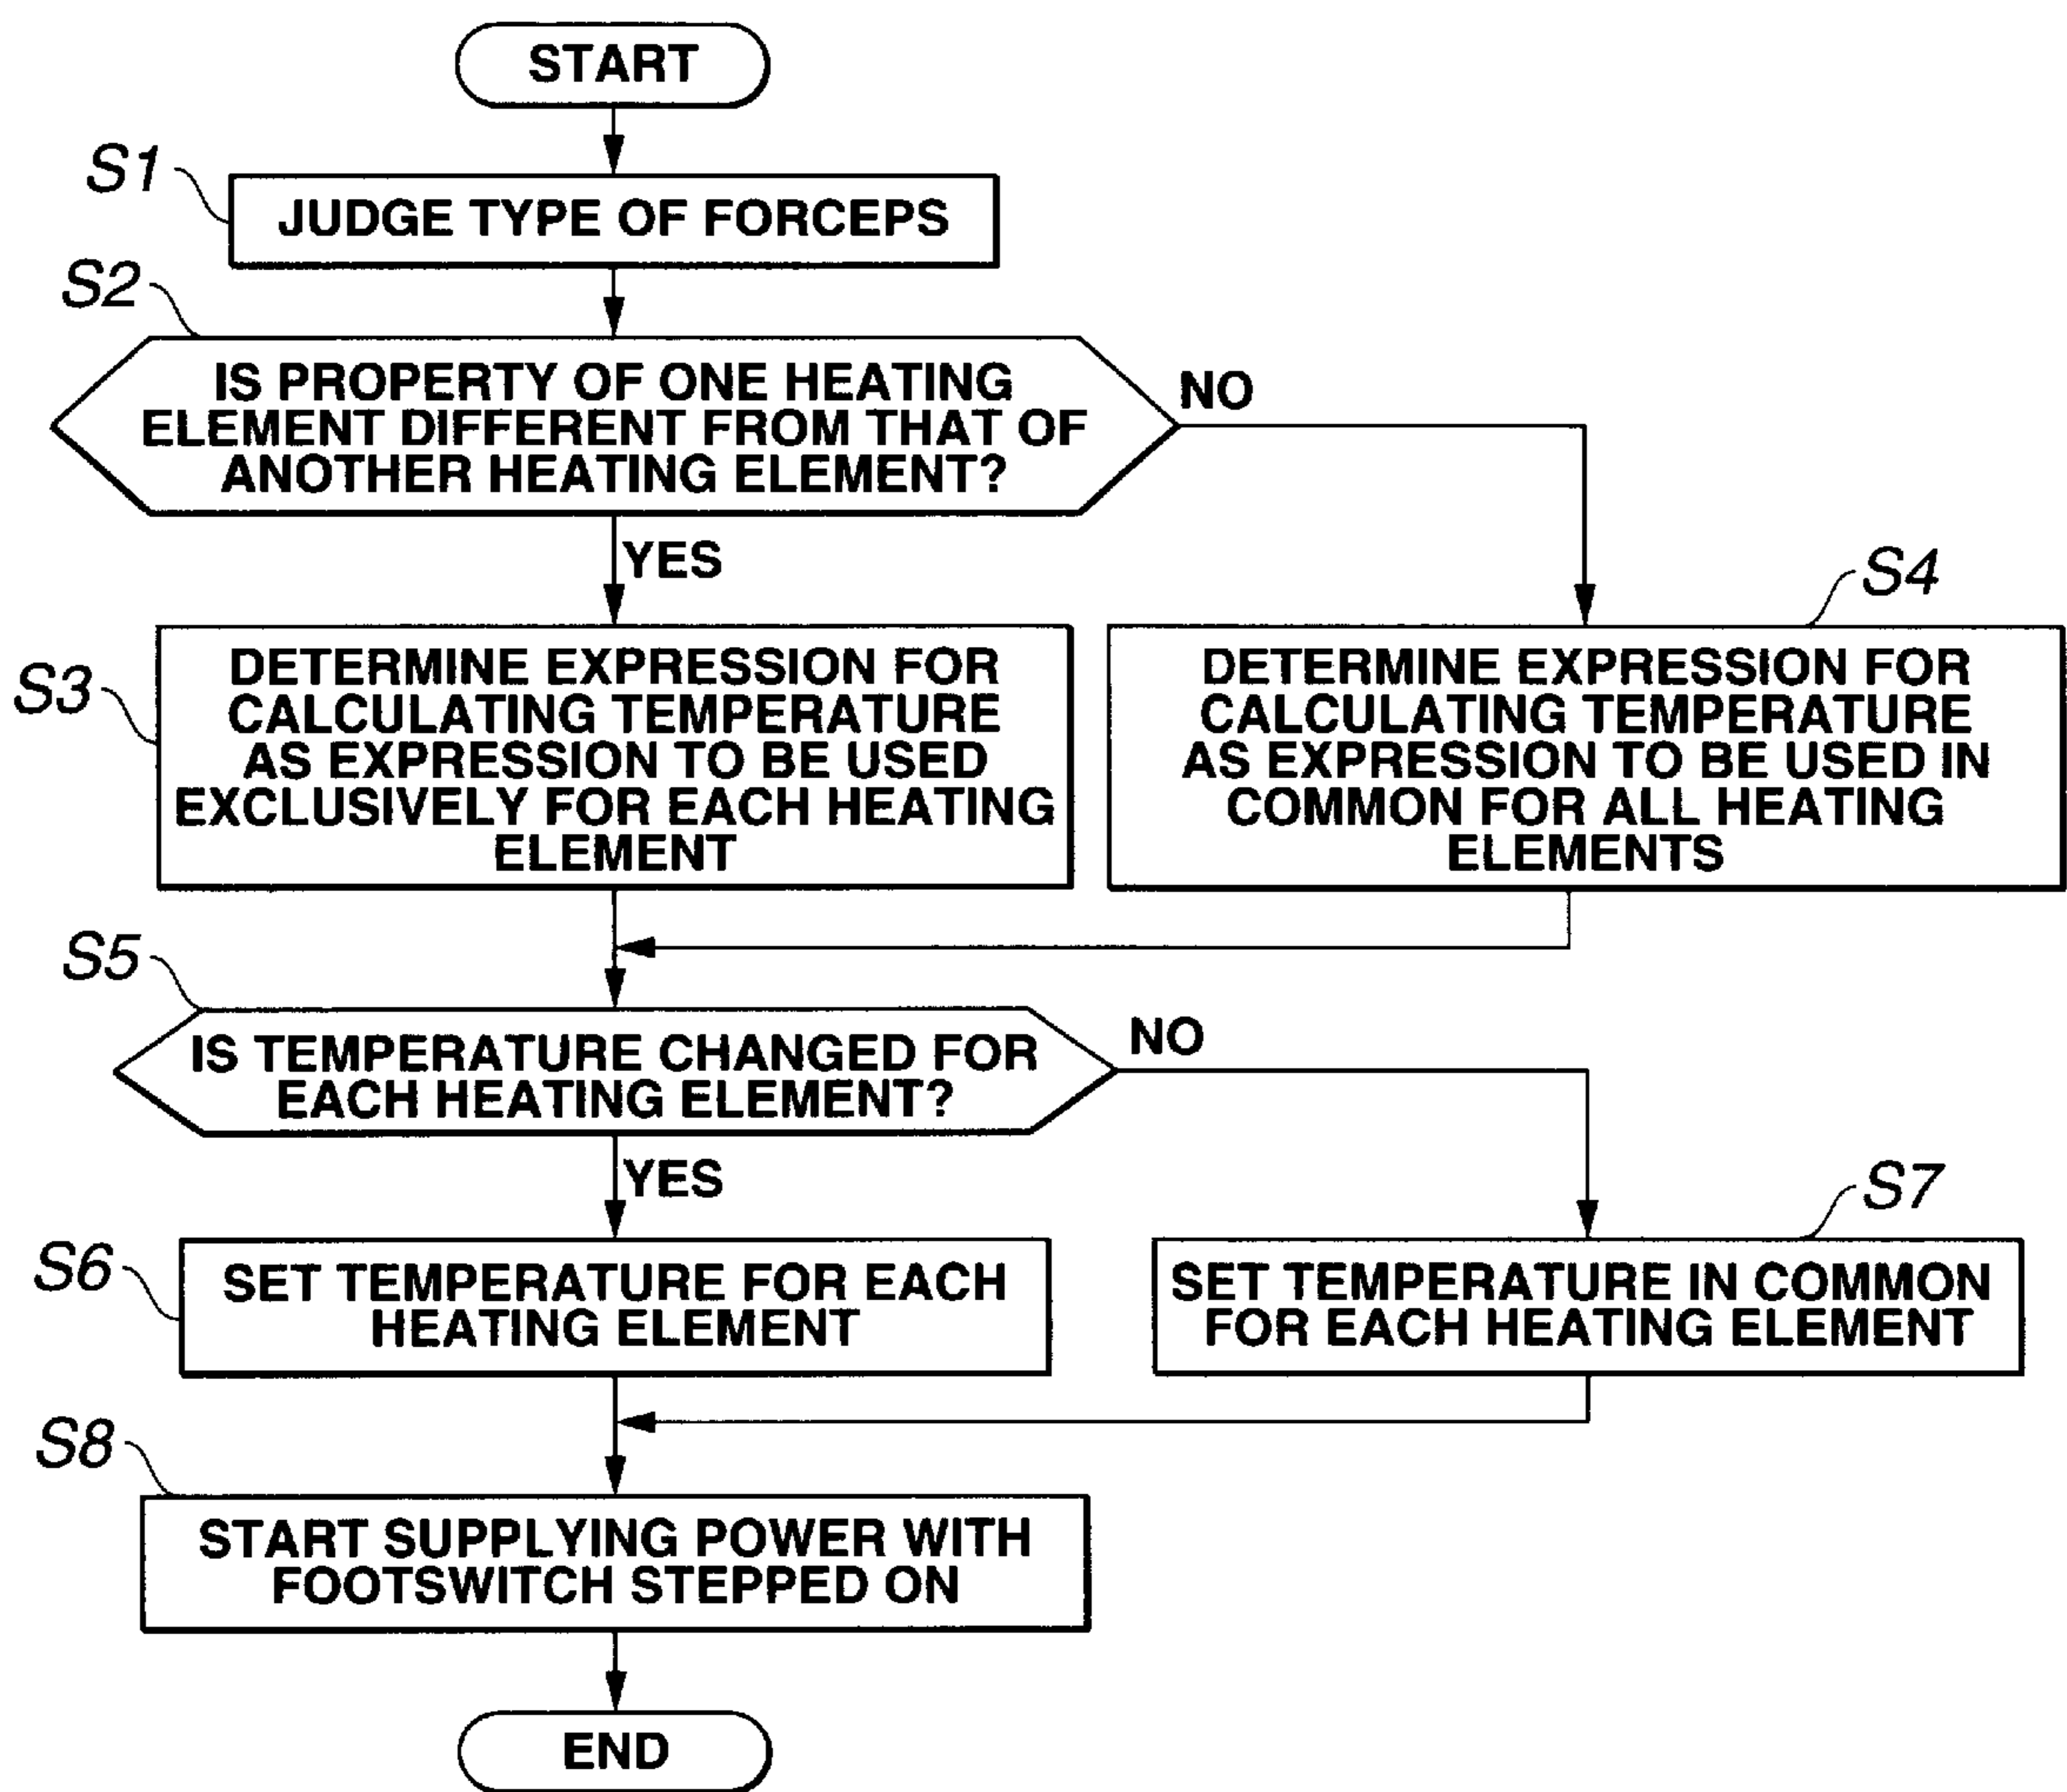 START
S1
JUDGE TYPE OF FORCEPS
S2
IS PROPERTY OF ONE HEATING
ELEMENT DIFFERENT FROM THAT OF
ANOTHER HEATING ELEMENT?
NO
YES
S3
DETERMINE EXPRESSION FOR
CALCULATING TEMPERATURE
AS EXPRESSION TO BE USED
EXCLUSIVELY FOR EACH HEATING
ELEMENT
S4
DETERMINE EXPRESSION FOR
CALCULATING TEMPERATURE
AS EXPRESSION TO BE USED IN
COMMON FOR ALL HEATING
ELEMENTS
S5
IS TEMPERATURE CHANGED FOR
EACH HEATING ELEMENT?
NO
YES
S6
SET TEMPERATURE FOR EACH
HEATING ELEMENT
S7
SET TEMPERATURE IN COMMON
FOR EACH HEATING ELEMENT
S8
START SUPPLYING POWER WITH
FOOTSWITCH STEPPED ON
END